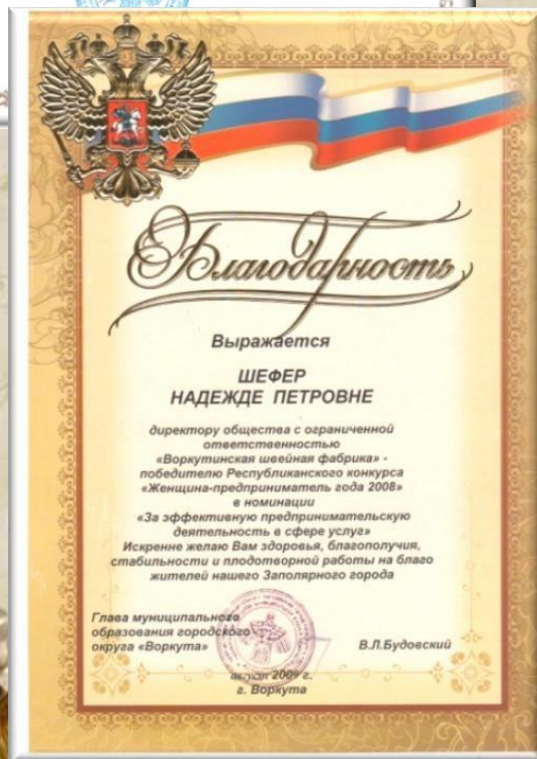 Благодарность
Выражается
ШЕФЕР
НАДЕЖДЕ ПЕТРОВНЕ
директору общества с ограниченной
ответственностью
«Воркутинская швейная фабрика» -
победителю Республиканского конкурса
«Женщина-предприниматель года 2008»
в номинации
«За эффективную предпринимательскую
деятельность в сфере услуг»
Искренне желаю Вам здоровья, благополучия,
стабильности и плодотворной работы на благо
жителей нашего Заполярного города
Глава муниципального
образования городского
округа «Воркута» В.Л.Будовский
август 2009 г.
г. Воркута